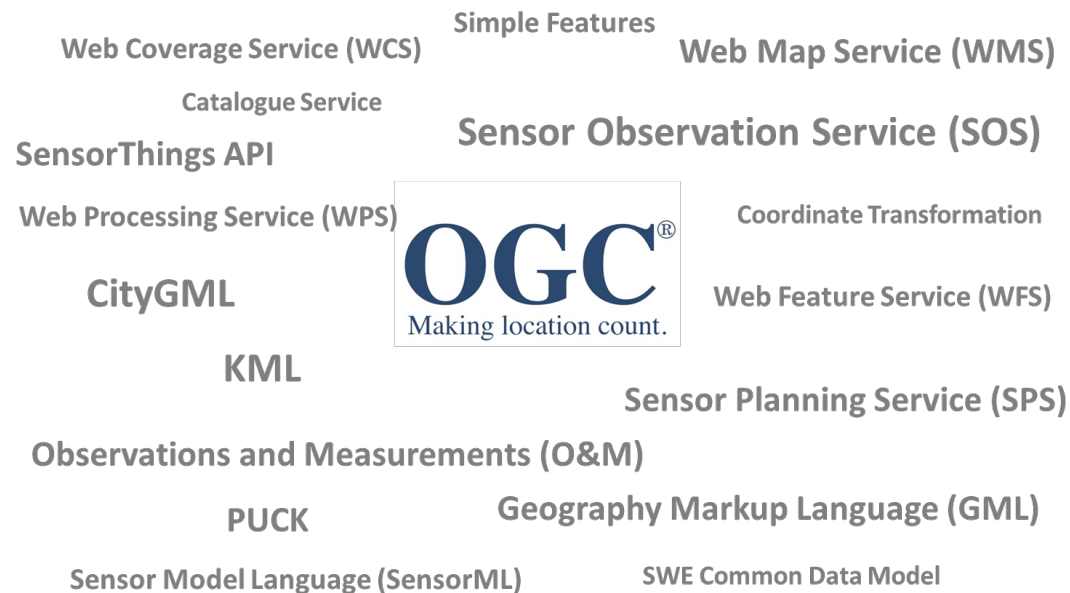 Simple Features
Web Coverage Service (WCS)
Web Map Service (WMS)
Catalogue Service
Sensor Observation Service (SOS)
SensorThings API
Web Processing Service (WPS)
Coordinate Transformation
OGC®
Making location count.
CityGML
Web Feature Service (WFS)
KML
Sensor Planning Service (SPS)
Observations and Measurements (O&M)
Geography Markup Language (GML)
PUCK
Sensor Model Language (SensorML)
SWE Common Data Model